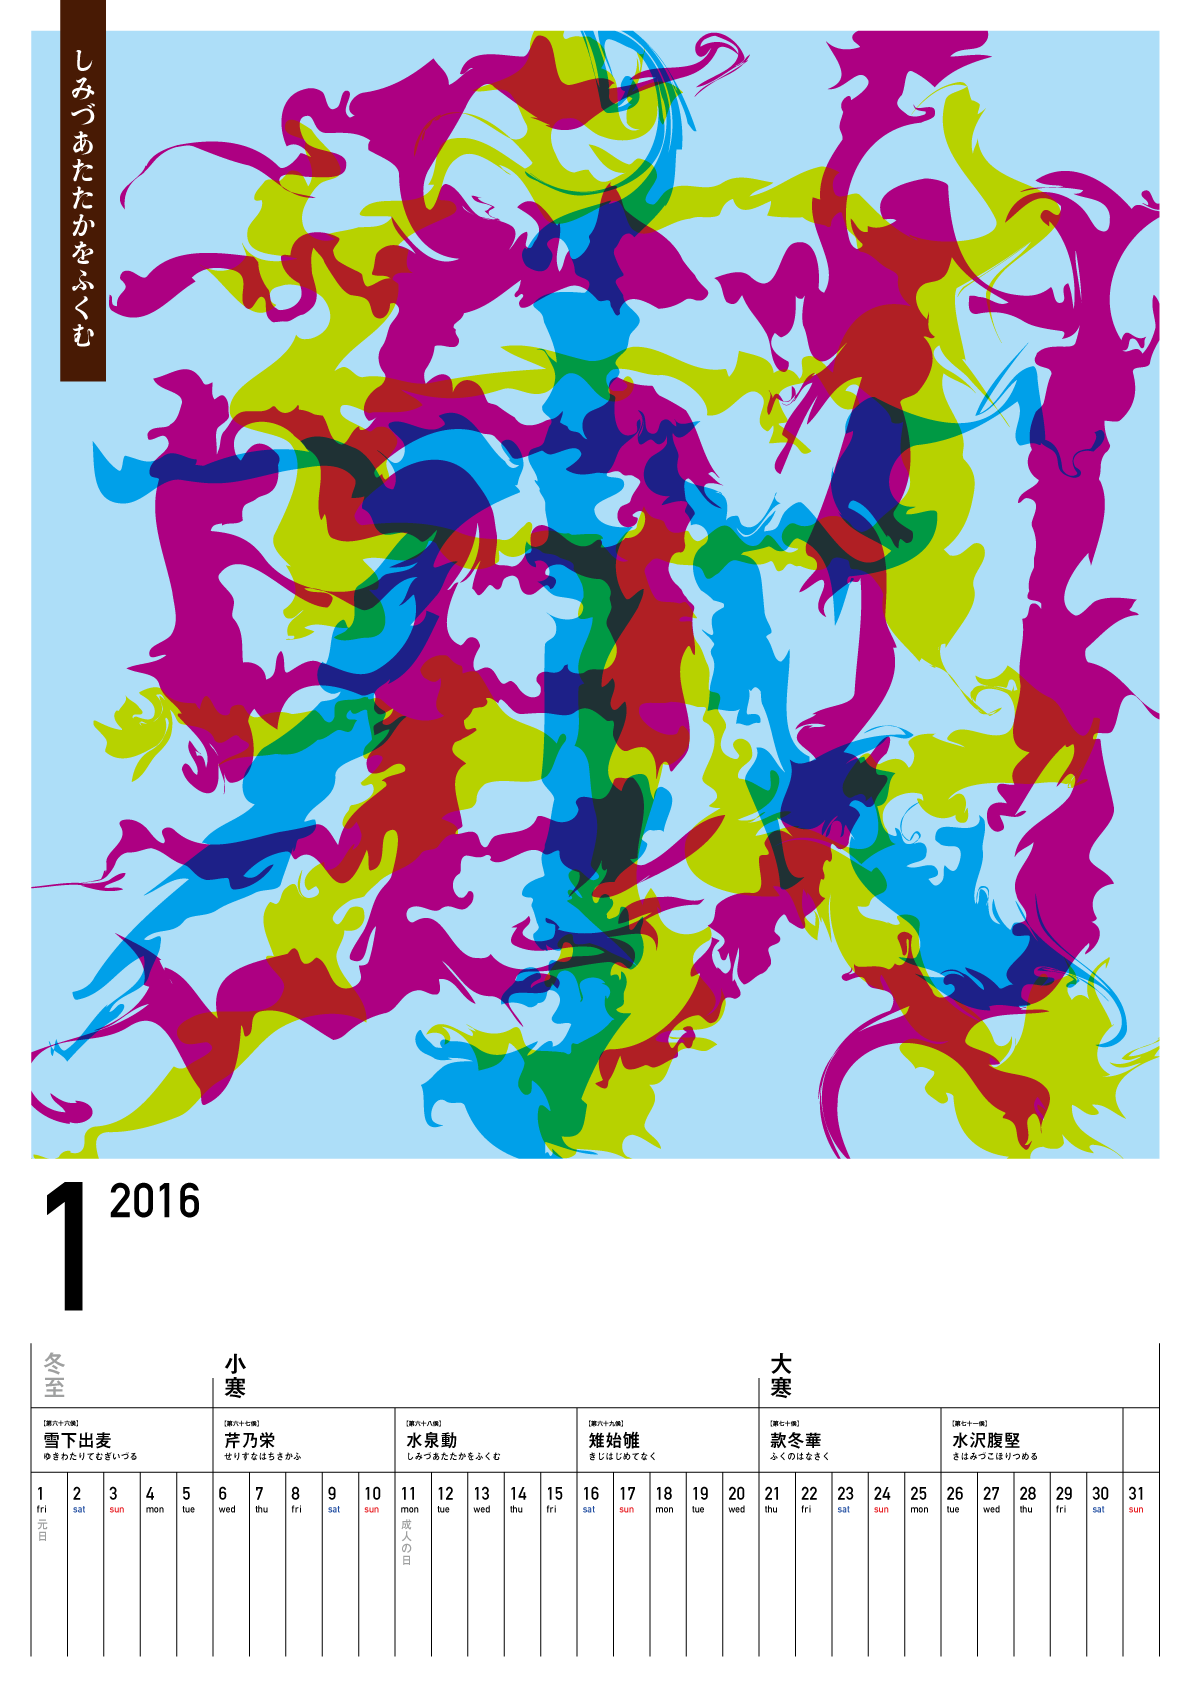 しみづあたたかをふくむ
1 2016
冬至 小寒 大寒
【第六十六候】 【第六十七候】 【第六十八候】 【第六十九候】 【第七十候】 【第七十一候】
雪下出麦 芹乃栄 水泉動 雉始雊 款冬華 水沢腹堅
ゆきわたりてむぎいづる せりすなはちさかふ しみづあたたかをふくむ きじはじめてなく ふくのはなさく さはみづこほりつめる
1 2 3 4 5 6 7 8 9 10 11 12 13 14 15 16 17 18 19 20 21 22 23 24 25 26 27 28 29 30 31
fri sat sun mon tue wed thu fri sat sun mon tue wed thu fri sat sun mon tue wed thu fri sat sun mon tue wed thu fri sat sun
元日 成人の日